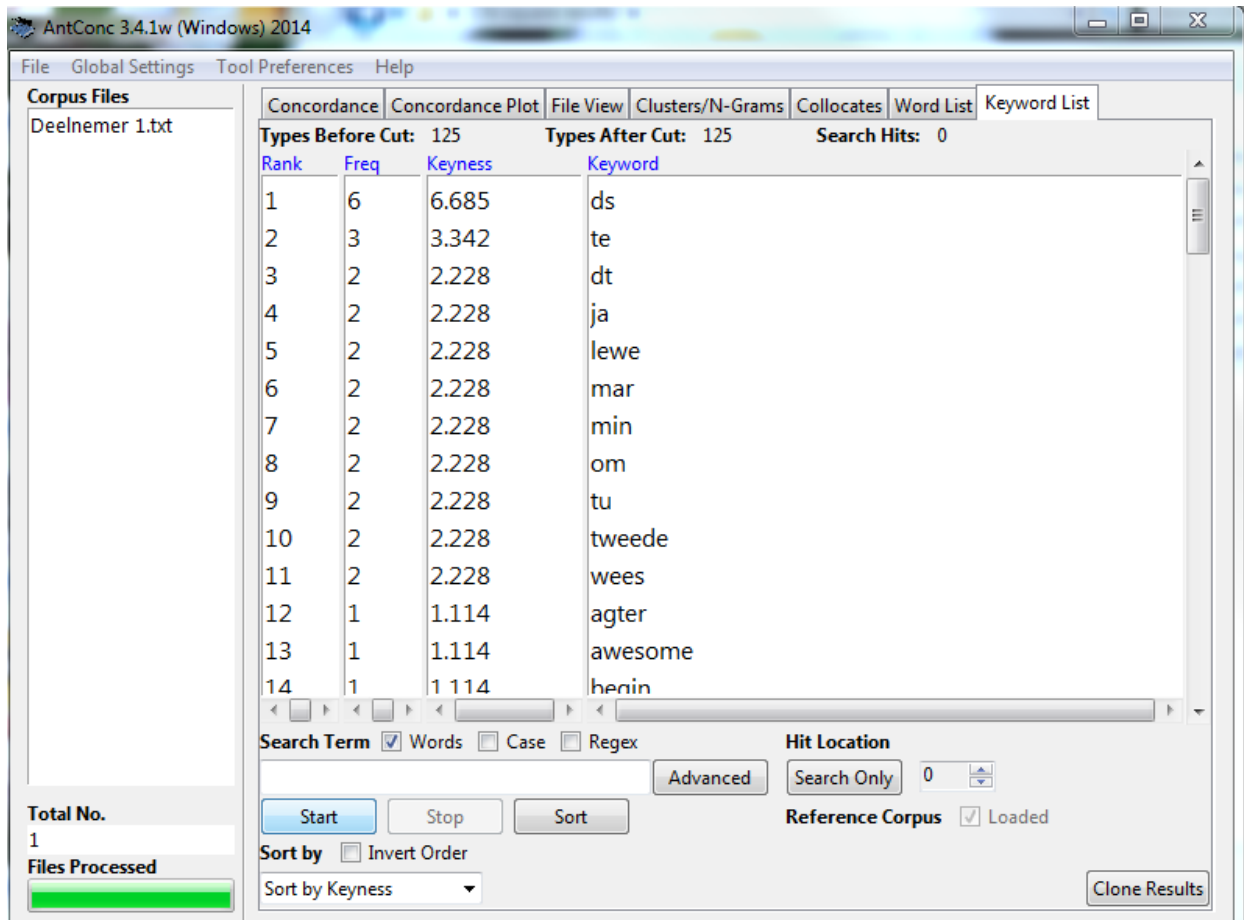 AntConc 3.4.1w (Windows) 2014
File Global Settings Tool Preferences Help
Corpus Files
Deelnemer 1.txt
Concordance Concordance Plot File View Clusters/N-Grams Collocates Word List Keyword List
Types Before Cut: 125 Types After Cut: 125 Search Hits: 0
Rank Freq Keyness Keyword
1 6 6.685 ds
2 3 3.342 te
3 2 2.228 dt
4 2 2.228 ja
5 2 2.228 lewe
6 2 2.228 mar
7 2 2.228 min
8 2 2.228 om
9 2 2.228 tu
10 2 2.228 tweede
11 2 2.228 wees
12 1 1.114 agter
13 1 1.114 awesome
14 1 1.114 begin
Search Term Words Case Regex Hit Location
Advanced Search Only 0
Start Stop Sort Reference Corpus Loaded
Sort by Invert Order
Sort by Keyness Clone Results
Total No.
1
Files Processed